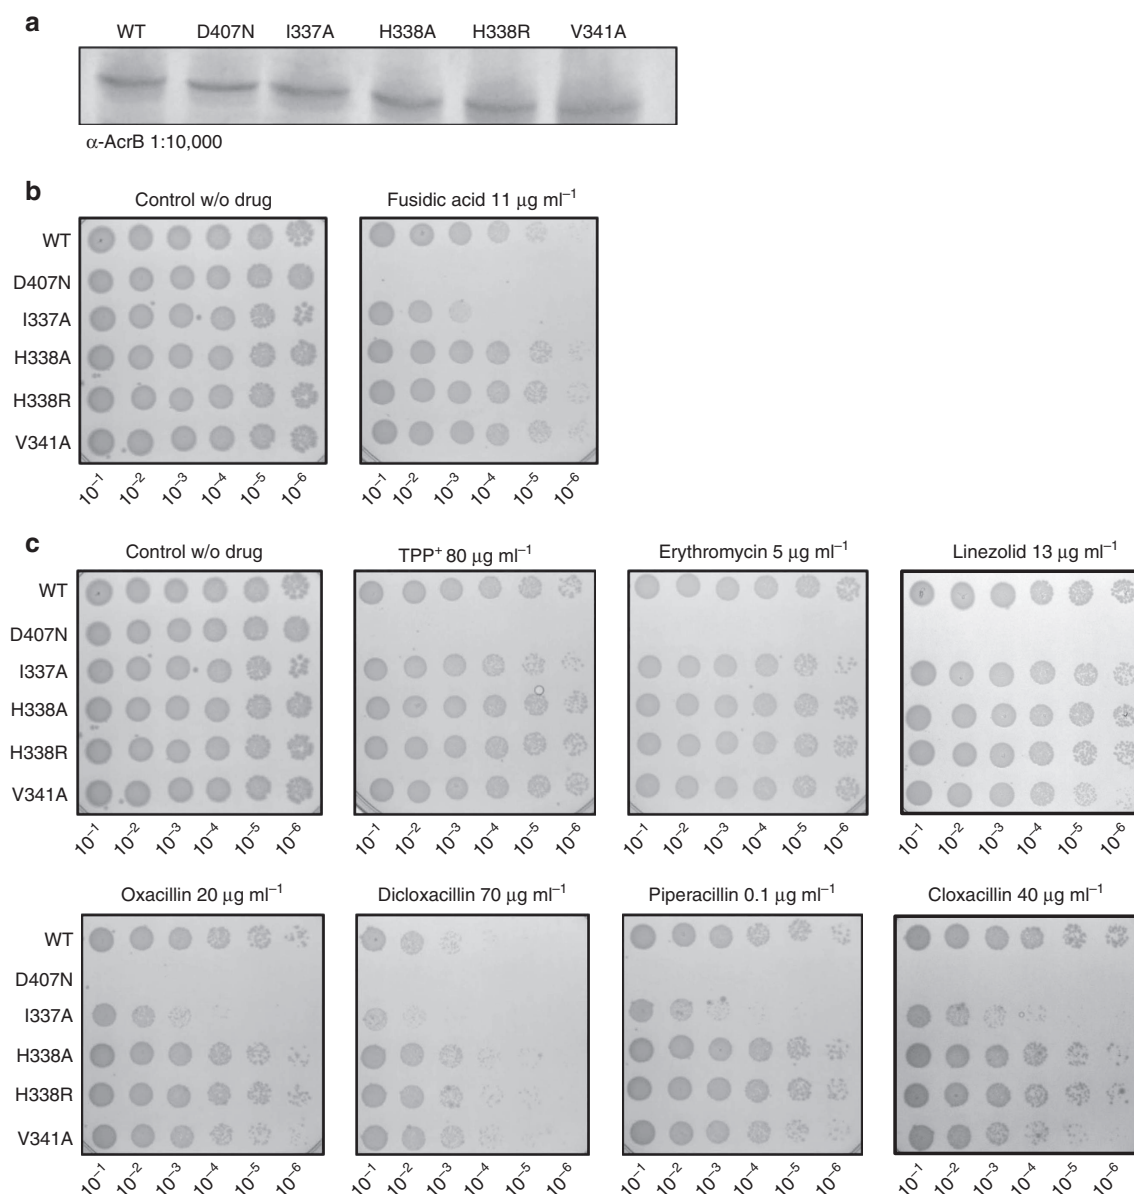 a
WT D407N I337A H338A H338R V341A
α-AcrB 1:10,000
b
Control w/o drug Fusidic acid 11 μg ml⁻¹
WT
D407N
I337A
H338A
H338R
V341A
10⁻¹ 10⁻² 10⁻³ 10⁻⁴ 10⁻⁵ 10⁻⁶ 10⁻¹ 10⁻² 10⁻³ 10⁻⁴ 10⁻⁵ 10⁻⁶
c
Control w/o drug TPP⁺ 80 μg ml⁻¹ Erythromycin 5 μg ml⁻¹ Linezolid 13 μg ml⁻¹
WT
D407N
I337A
H338A
H338R
V341A
10⁻¹ 10⁻² 10⁻³ 10⁻⁴ 10⁻⁵ 10⁻⁶ 10⁻¹ 10⁻² 10⁻³ 10⁻⁴ 10⁻⁵ 10⁻⁶ 10⁻¹ 10⁻² 10⁻³ 10⁻⁴ 10⁻⁵ 10⁻⁶ 10⁻¹ 10⁻² 10⁻³ 10⁻⁴ 10⁻⁵ 10⁻⁶
Oxacillin 20 μg ml⁻¹ Dicloxacillin 70 μg ml⁻¹ Piperacillin 0.1 μg ml⁻¹ Cloxacillin 40 μg ml⁻¹
WT
D407N
I337A
H338A
H338R
V341A
10⁻¹ 10⁻² 10⁻³ 10⁻⁴ 10⁻⁵ 10⁻⁶ 10⁻¹ 10⁻² 10⁻³ 10⁻⁴ 10⁻⁵ 10⁻⁶ 10⁻¹ 10⁻² 10⁻³ 10⁻⁴ 10⁻⁵ 10⁻⁶ 10⁻¹ 10⁻² 10⁻³ 10⁻⁴ 10⁻⁵ 10⁻⁶